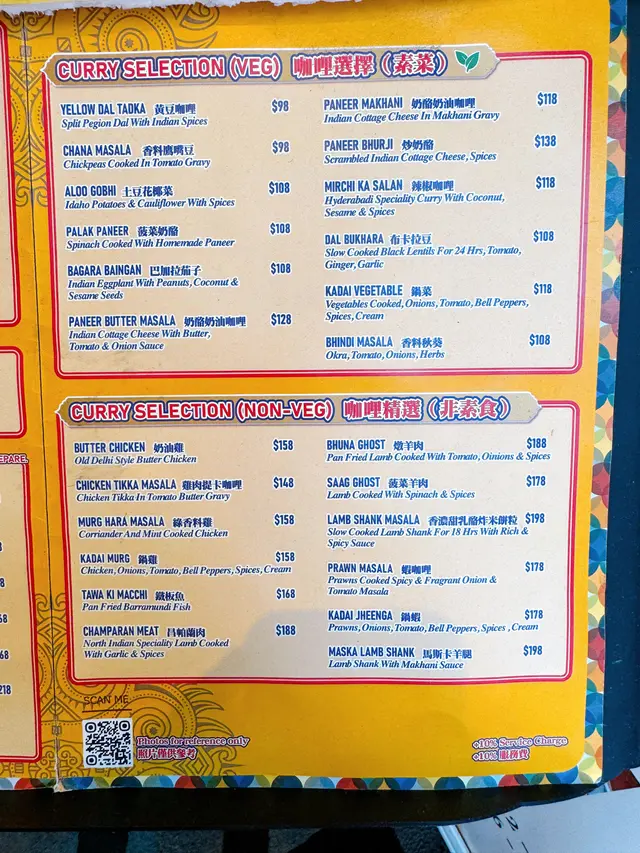 CURRY SELECTION (VEG) 咖哩選擇（素菜）
YELLOW DAL TADKA 黃豆咖哩 $98
Split Pegion Dal With Indian Spices
CHANA MASALA 香料鷹嘴豆 $98
Chickpeas Cooked In Tomato Gravy
ALOO GOBHI 土豆花椰菜 $108
Idaho Potatoes & Cauliflower With Spices
PALAK PANEER 菠菜奶酪 $108
Spinach Cooked With Homemade Paneer
BAGARA BAINGAN 巴加拉茄子 $108
Indian Eggplant With Peanuts, Coconut &
Sesame Seeds
PANEER BUTTER MASALA 奶酪奶油咖哩 $128
Indian Cottage Cheese With Butter,
Tomato & Onion Sauce
PANEER MAKHANI 奶酪奶油咖哩 $118
Indian Cottage Cheese In Makhani Gravy
PANEER BHURJI 炒奶酪 $138
Scrambled Indian Cottage Cheese, Spices
MIRCHI KA SALAN 辣椒咖哩 $118
Hyderabadi Speciality Curry With Coconut,
Sesame & Spices
DAL BUKHARA 布卡拉豆 $108
Slow Cooked Black Lentils For 24 Hrs, Tomato,
Ginger, Garlic
KADAI VEGETABLE 鍋菜 $118
Vegetables Cooked, Onions, Tomato, Bell Peppers,
Spices, Cream
BHINDI MASALA 香料秋葵 $108
Okra, Tomato, Onions, Herbs
CURRY SELECTION (NON-VEG) 咖哩精選（非素食）
BUTTER CHICKEN 奶油雞 $158
Old Delhi Style Butter Chicken
CHICKEN TIKKA MASALA 雞肉提卡咖哩 $148
Chicken Tikka In Tomato Butter Gravy
MURG HARA MASALA 綠香料雞 $158
Corriander And Mint Cooked Chicken
KADAI MURG 鍋雞 $158
Chicken, Onions, Tomato, Bell Peppers, Spices, Cream
TAWA KI MACCHI 鐵板魚 $168
Pan Fried Barramundi Fish
CHAMPARAN MEAT 昌帕蘭肉 $188
North Indian Speciality Lamb Cooked
With Garlic & Spices
BHUNA GHOST 燉羊肉 $188
Pan Fried Lamb Cooked With Tomato, Oinions & Spices
SAAG GHOST 菠菜羊肉 $178
Lamb Cooked With Spinach & Spices
LAMB SHANK MASALA 香濃甜乳酪炸米餅粒 $198
Slow Cooked Lamb Shank For 18 Hrs With Rich &
Spicy Sauce
PRAWN MASALA 蝦咖哩 $178
Prawns Cooked Spicy & Fragrant Onion &
Tomato Masala
KADAI JHEENGA 鍋蝦 $178
Prawns, Onions, Tomato, Bell Peppers, Spices , Cream
MASKA LAMB SHANK 馬斯卡羊腿 $198
Lamb Shank With Makhani Sauce
SCAN ME
Photos for reference only
照片僅供參考
+10% Service Charge
+10% 服務費